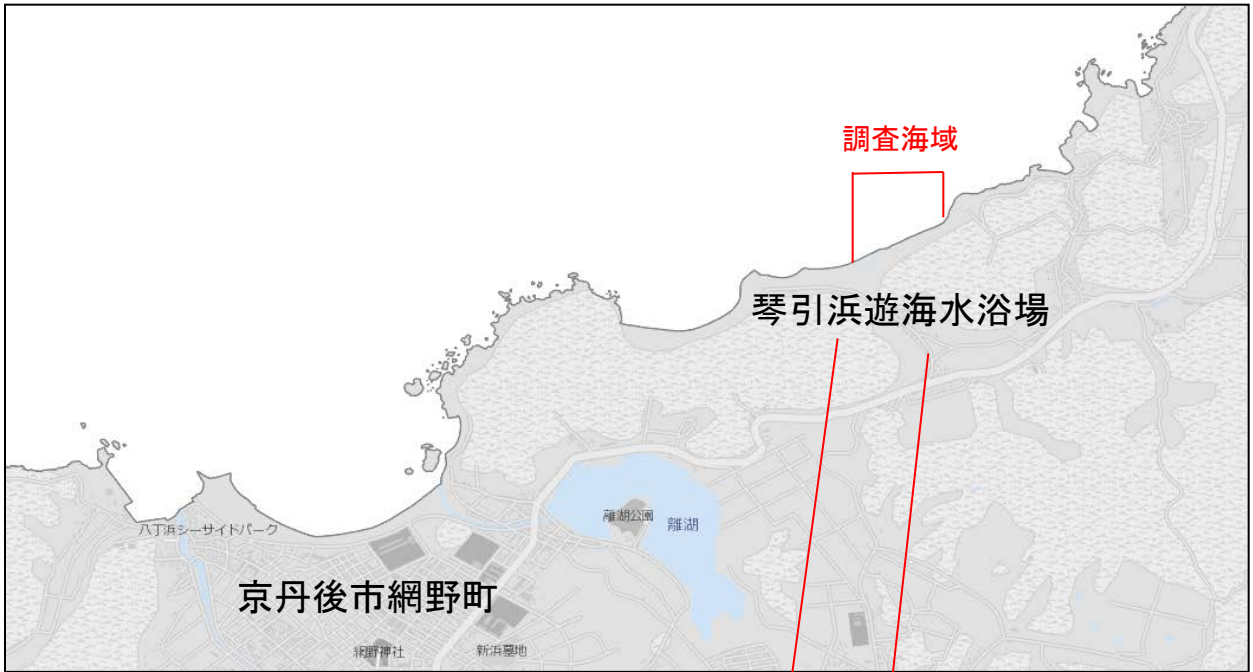 調査海域
琴引浜遊海水浴場
離湖公園
離湖
八丁浜シーサイドパーク
京丹後市網野町
網野神社
新浜墓地